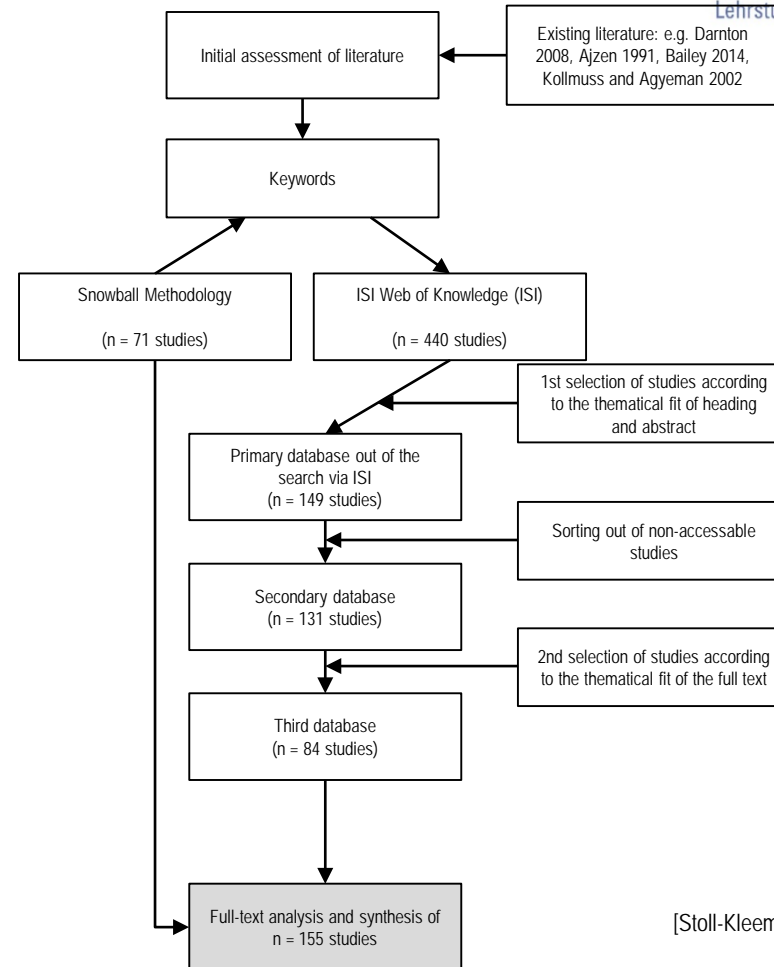 Lehrstu
Initial assessment of literature
Existing literature: e.g. Darnton
2008, Ajzen 1991, Bailey 2014,
Kollmuss and Agyeman 2002
Keywords
Snowball Methodology
(n = 71 studies)
ISI Web of Knowledge (ISI)
(n = 440 studies)
1st selection of studies according
to the thematical fit of heading
and abstract
Primary database out of the
search via ISI
(n = 149 studies)
Sorting out of non-accessable
studies
Secondary database
(n = 131 studies)
2nd selection of studies according
to the thematical fit of the full text
Third database
(n = 84 studies)
Full-text analysis and synthesis of
n = 155 studies
[Stoll-Kleem